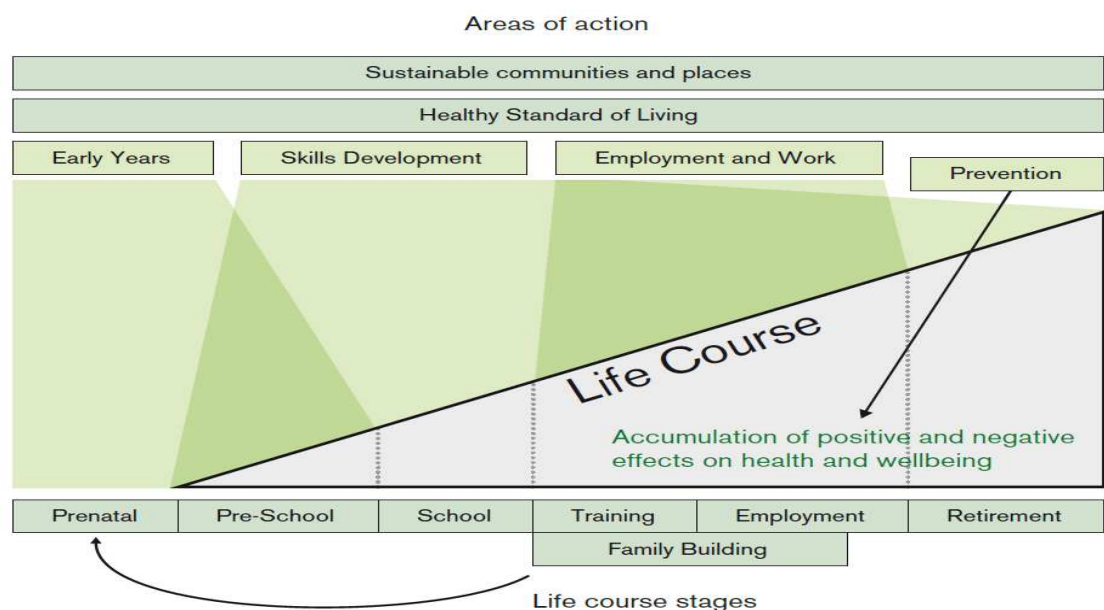 Areas of action
Sustainable communities and places
Healthy Standard of Living
Early Years
Skills Development
Employment and Work
Prevention
Life Course
Accumulation of positive and negative
effects on health and wellbeing
Prenatal
Pre-School
School
Training
Employment
Retirement
Family Building
Life course stages